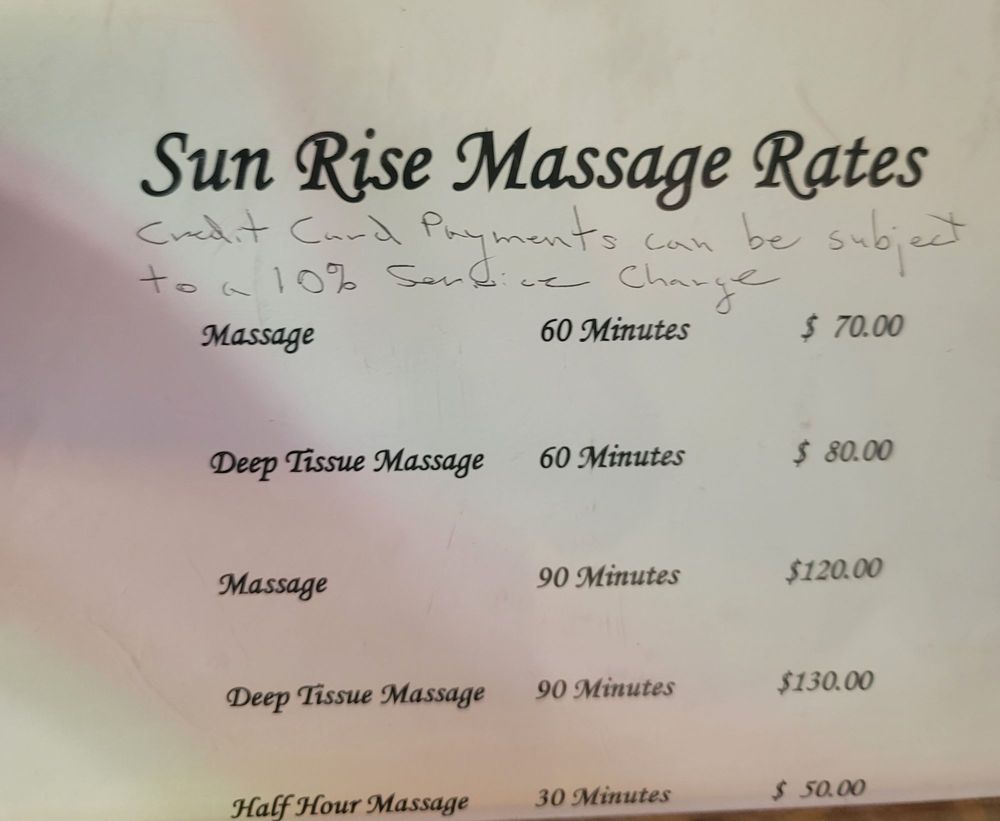 Sun Rise Massage Rates
Credit Card Payments can be subject
to a 10% Service Charge
Massage 60 Minutes $ 70.00
Deep Tissue Massage 60 Minutes $ 80.00
Massage 90 Minutes $120.00
Deep Tissue Massage 90 Minutes $130.00
Half Hour Massage 30 Minutes $ 50.00